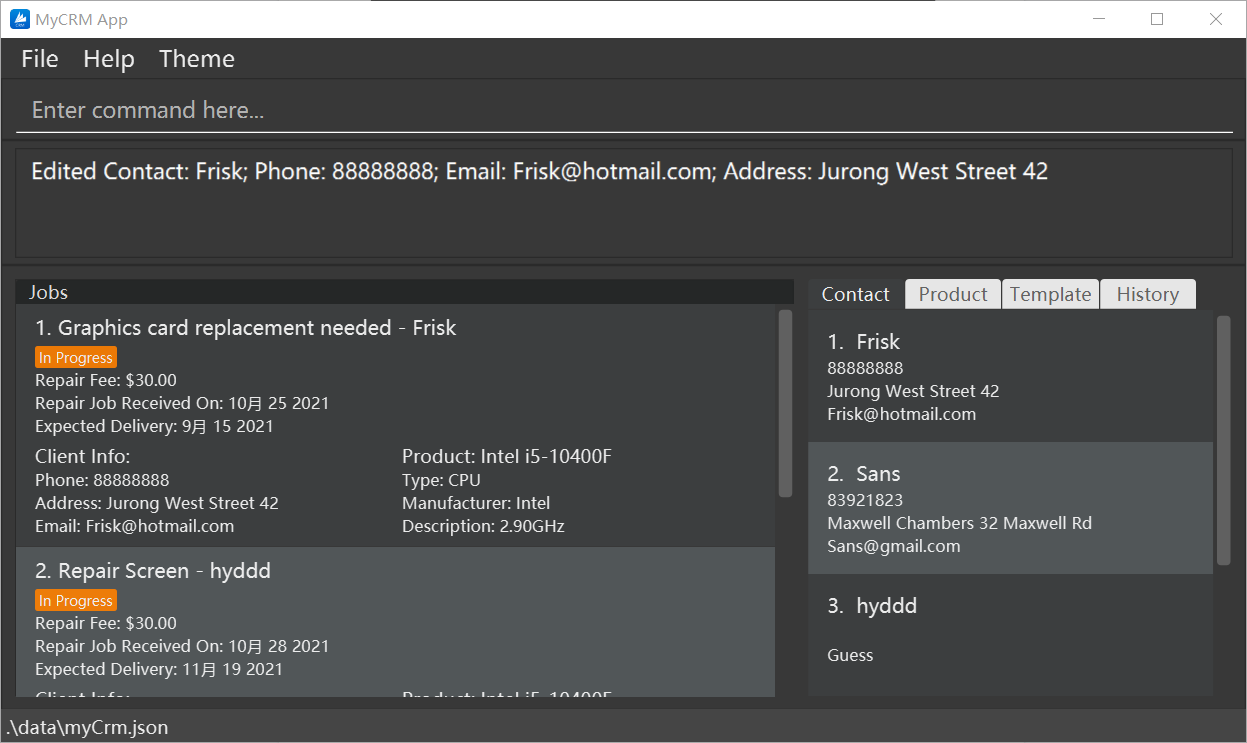 MyCRM App
File Help Theme
Enter command here...
Edited Contact: Frisk; Phone: 88888888; Email: Frisk@hotmail.com; Address: Jurong West Street 42
Jobs
1. Graphics card replacement needed - Frisk
In Progress
Repair Fee: $30.00
Repair Job Received On: 10月 25 2021
Expected Delivery: 9月 15 2021
Client Info:
Phone: 88888888
Address: Jurong West Street 42
Email: Frisk@hotmail.com
Product: Intel i5-10400F
Type: CPU
Manufacturer: Intel
Description: 2.90GHz
2. Repair Screen - hyddd
In Progress
Repair Fee: $30.00
Repair Job Received On: 10月 28 2021
Expected Delivery: 11月 19 2021
Client Info:
Product: Intel i5-10400F
Contact Product Template History
1. Frisk
88888888
Jurong West Street 42
Frisk@hotmail.com
2. Sans
83921823
Maxwell Chambers 32 Maxwell Rd
Sans@gmail.com
3. hyddd
Guess
.\data\myCrm.json